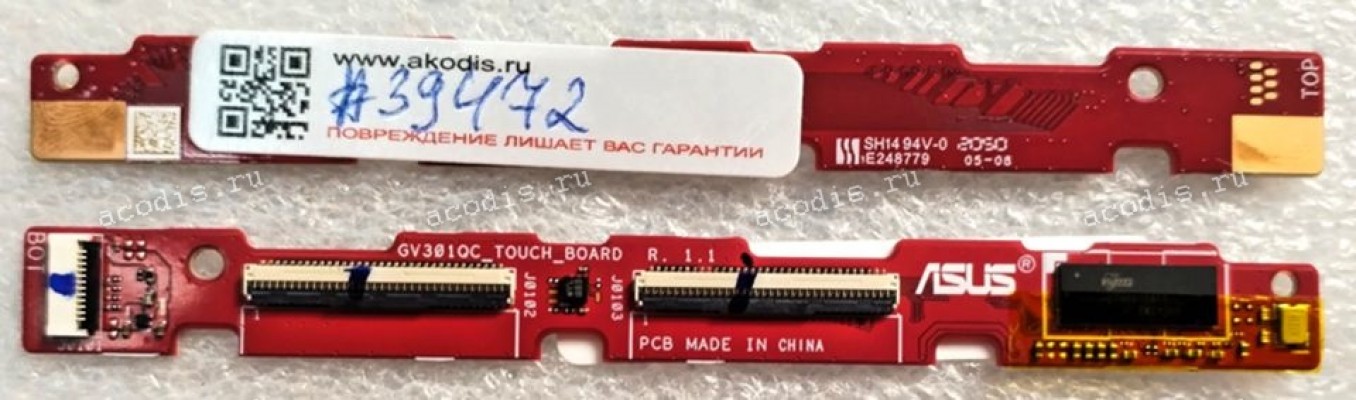 www.akodis.ru
#39472
ПОВРЕЖДЕНИЕ ЛИШАЕТ ВАС ГАРАНТИИ
TOP
SH1494V-0 2050
E248779 05-06
acodis.ru acodis.ru acodis.ru acodis.ru
BOT
GV301QC_TOUCH_BOARD R. 1.1
J0102
J0103
ASUS®
PCB MADE IN CHINA